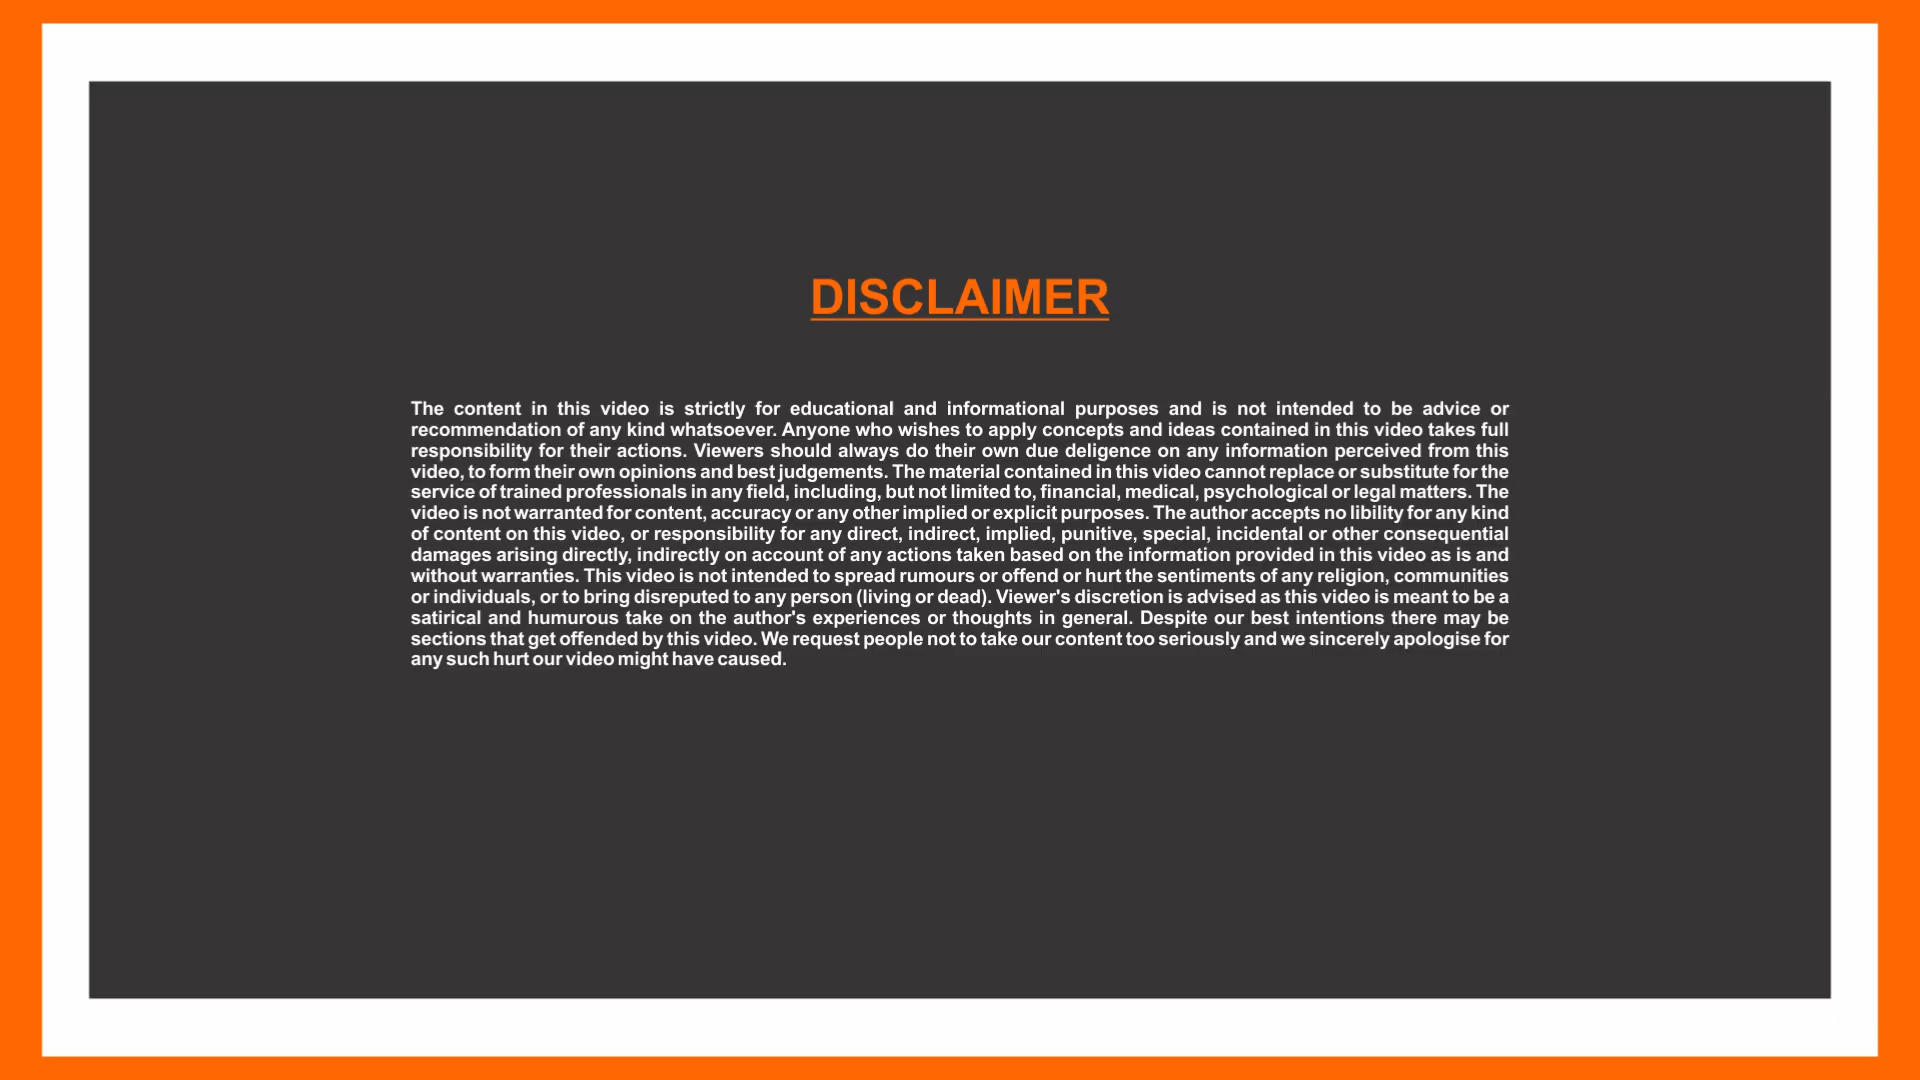 DISCLAIMER
The content in this video is strictly for educational and informational purposes and is not intended to be advice or
recommendation of any kind whatsoever. Anyone who wishes to apply concepts and ideas contained in this video takes full
responsibility for their actions. Viewers should always do their own due deligence on any information perceived from this
video, to form their own opinions and best judgements. The material contained in this video cannot replace or substitute for the
service of trained professionals in any field, including, but not limited to, financial, medical, psychological or legal matters. The
video is not warranted for content, accuracy or any other implied or explicit purposes. The author accepts no libility for any kind
of content on this video, or responsibility for any direct, indirect, implied, punitive, special, incidental or other consequential
damages arising directly, indirectly on account of any actions taken based on the information provided in this video as is and
without warranties. This video is not intended to spread rumours or offend or hurt the sentiments of any religion, communities
or individuals, or to bring disreputed to any person (living or dead). Viewer's discretion is advised as this video is meant to be a
satirical and humurous take on the author's experiences or thoughts in general. Despite our best intentions there may be
sections that get offended by this video. We request people not to take our content too seriously and we sincerely apologise for
any such hurt our video might have caused.